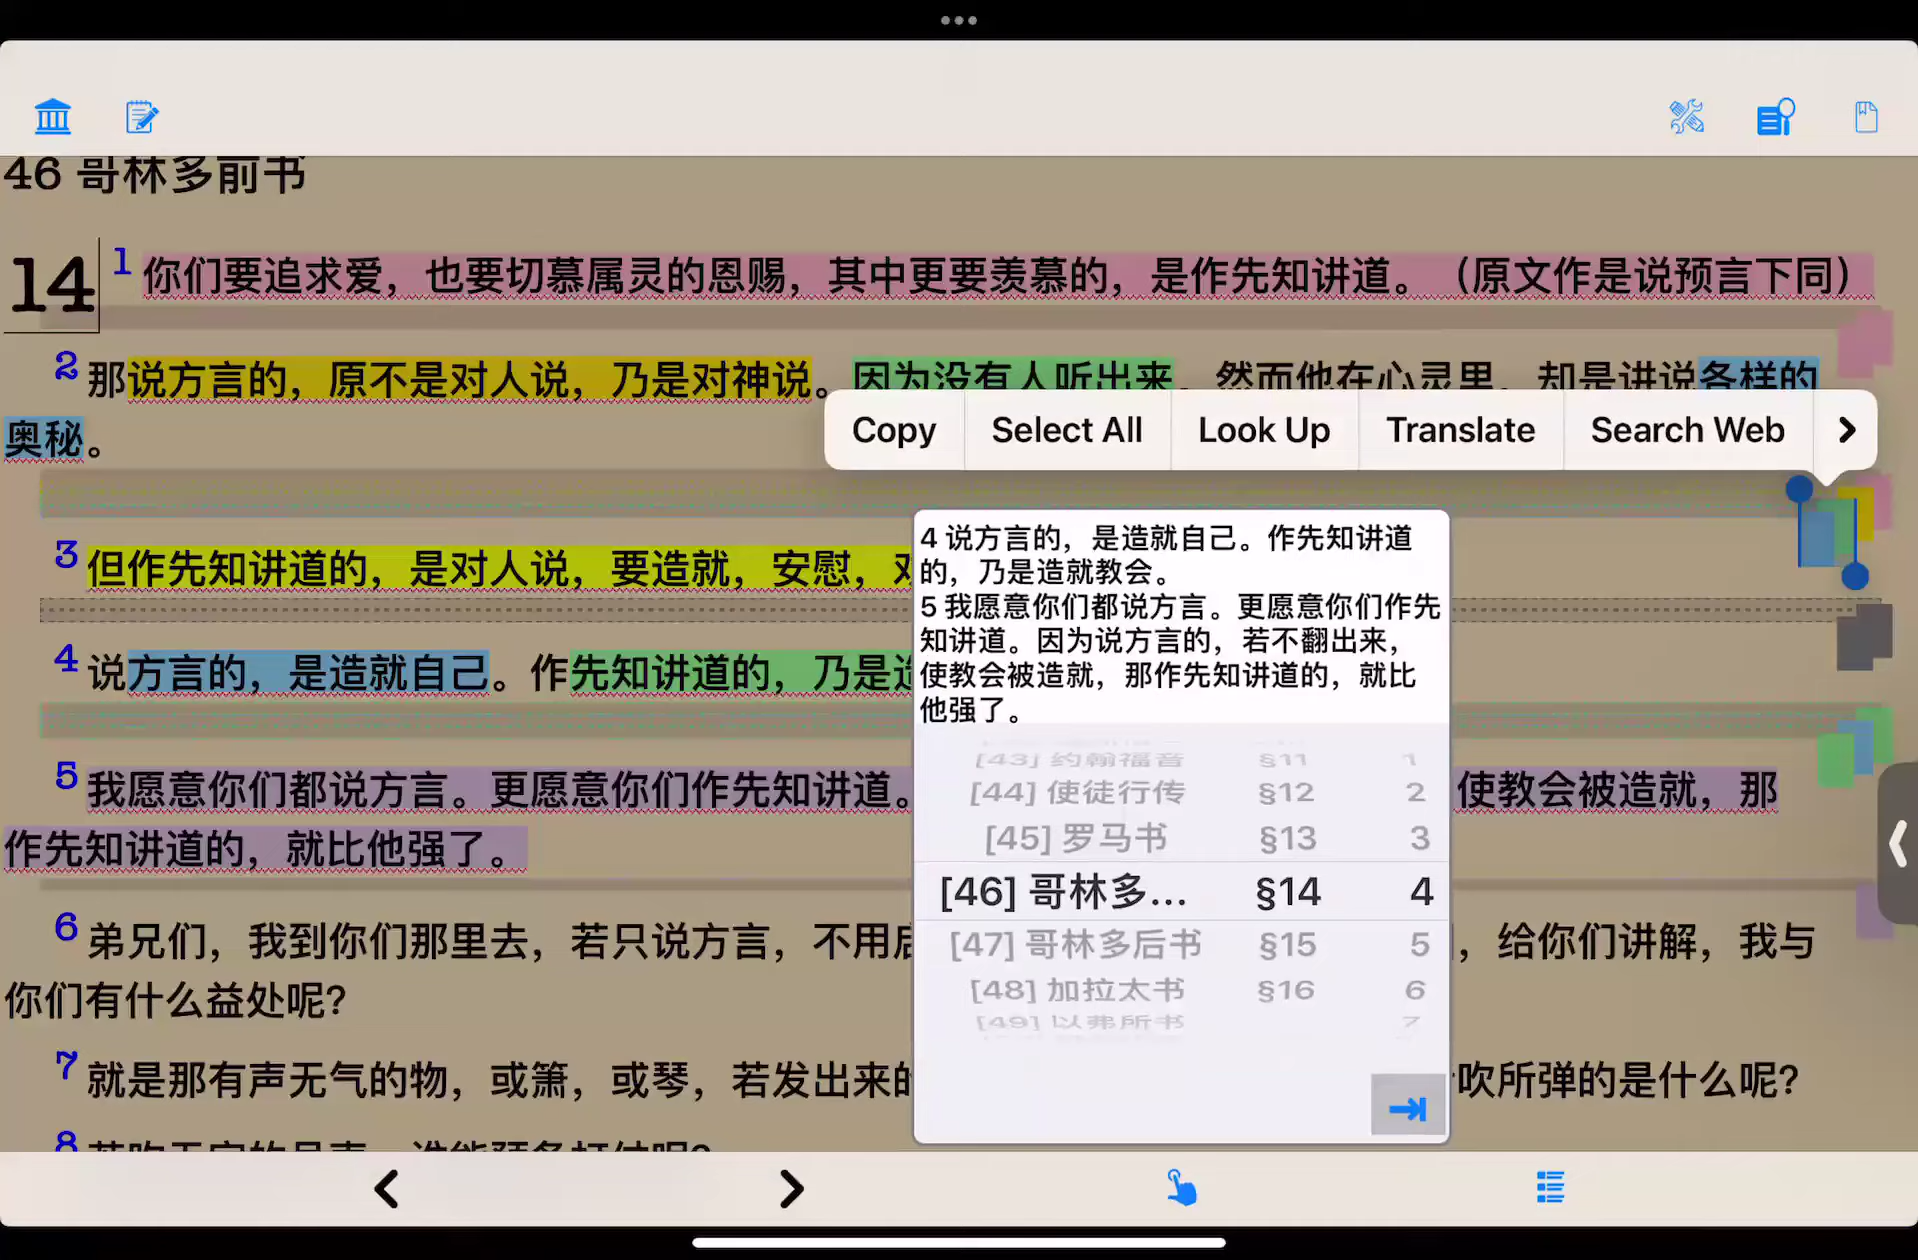 46 哥林多前书
14 1 你们要追求爱，也要切慕属灵的恩赐，其中更要羡慕的，是作先知讲道。（原文作是说预言下同）
2 那说方言的，原不是对人说，乃是对神说。因为没有人听出来．然而他在心灵里，却是讲说各样的
奥秘。
Copy Select All Look Up Translate Search Web
3 但作先知讲道的，是对人说，要造就，安慰，
4 说方言的，是造就自己。作先知讲道的，乃是
5 我愿意你们都说方言。更愿意你们作先知讲道。 使教会被造就，那
作先知讲道的，就比他强了。
6 弟兄们，我到你们那里去，若只说方言，不用 ，给你们讲解，我与
你们有什么益处呢？
7 就是那有声无气的物，或箫，或琴，若发出来的 吹所弹的是什么呢？
8
4 说方言的，是造就自己。作先知讲道
的，乃是造就教会。
5 我愿意你们都说方言。更愿意你们作先
知讲道。因为说方言的，若不翻出来，
使教会被造就，那作先知讲道的，就比
他强了。
[43] 约翰福音 §11 1
[44] 使徒行传 §12 2
[45] 罗马书 §13 3
[46] 哥林多... §14 4
[47] 哥林多后书 §15 5
[48] 加拉太书 §16 6
[49] 以弗所书 7